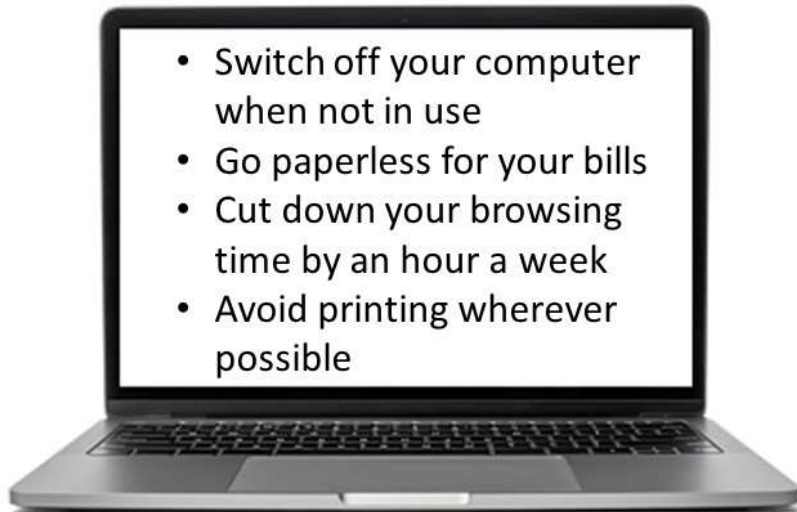 • Switch off your computer
when not in use
• Go paperless for your bills
• Cut down your browsing
time by an hour a week
• Avoid printing wherever
possible